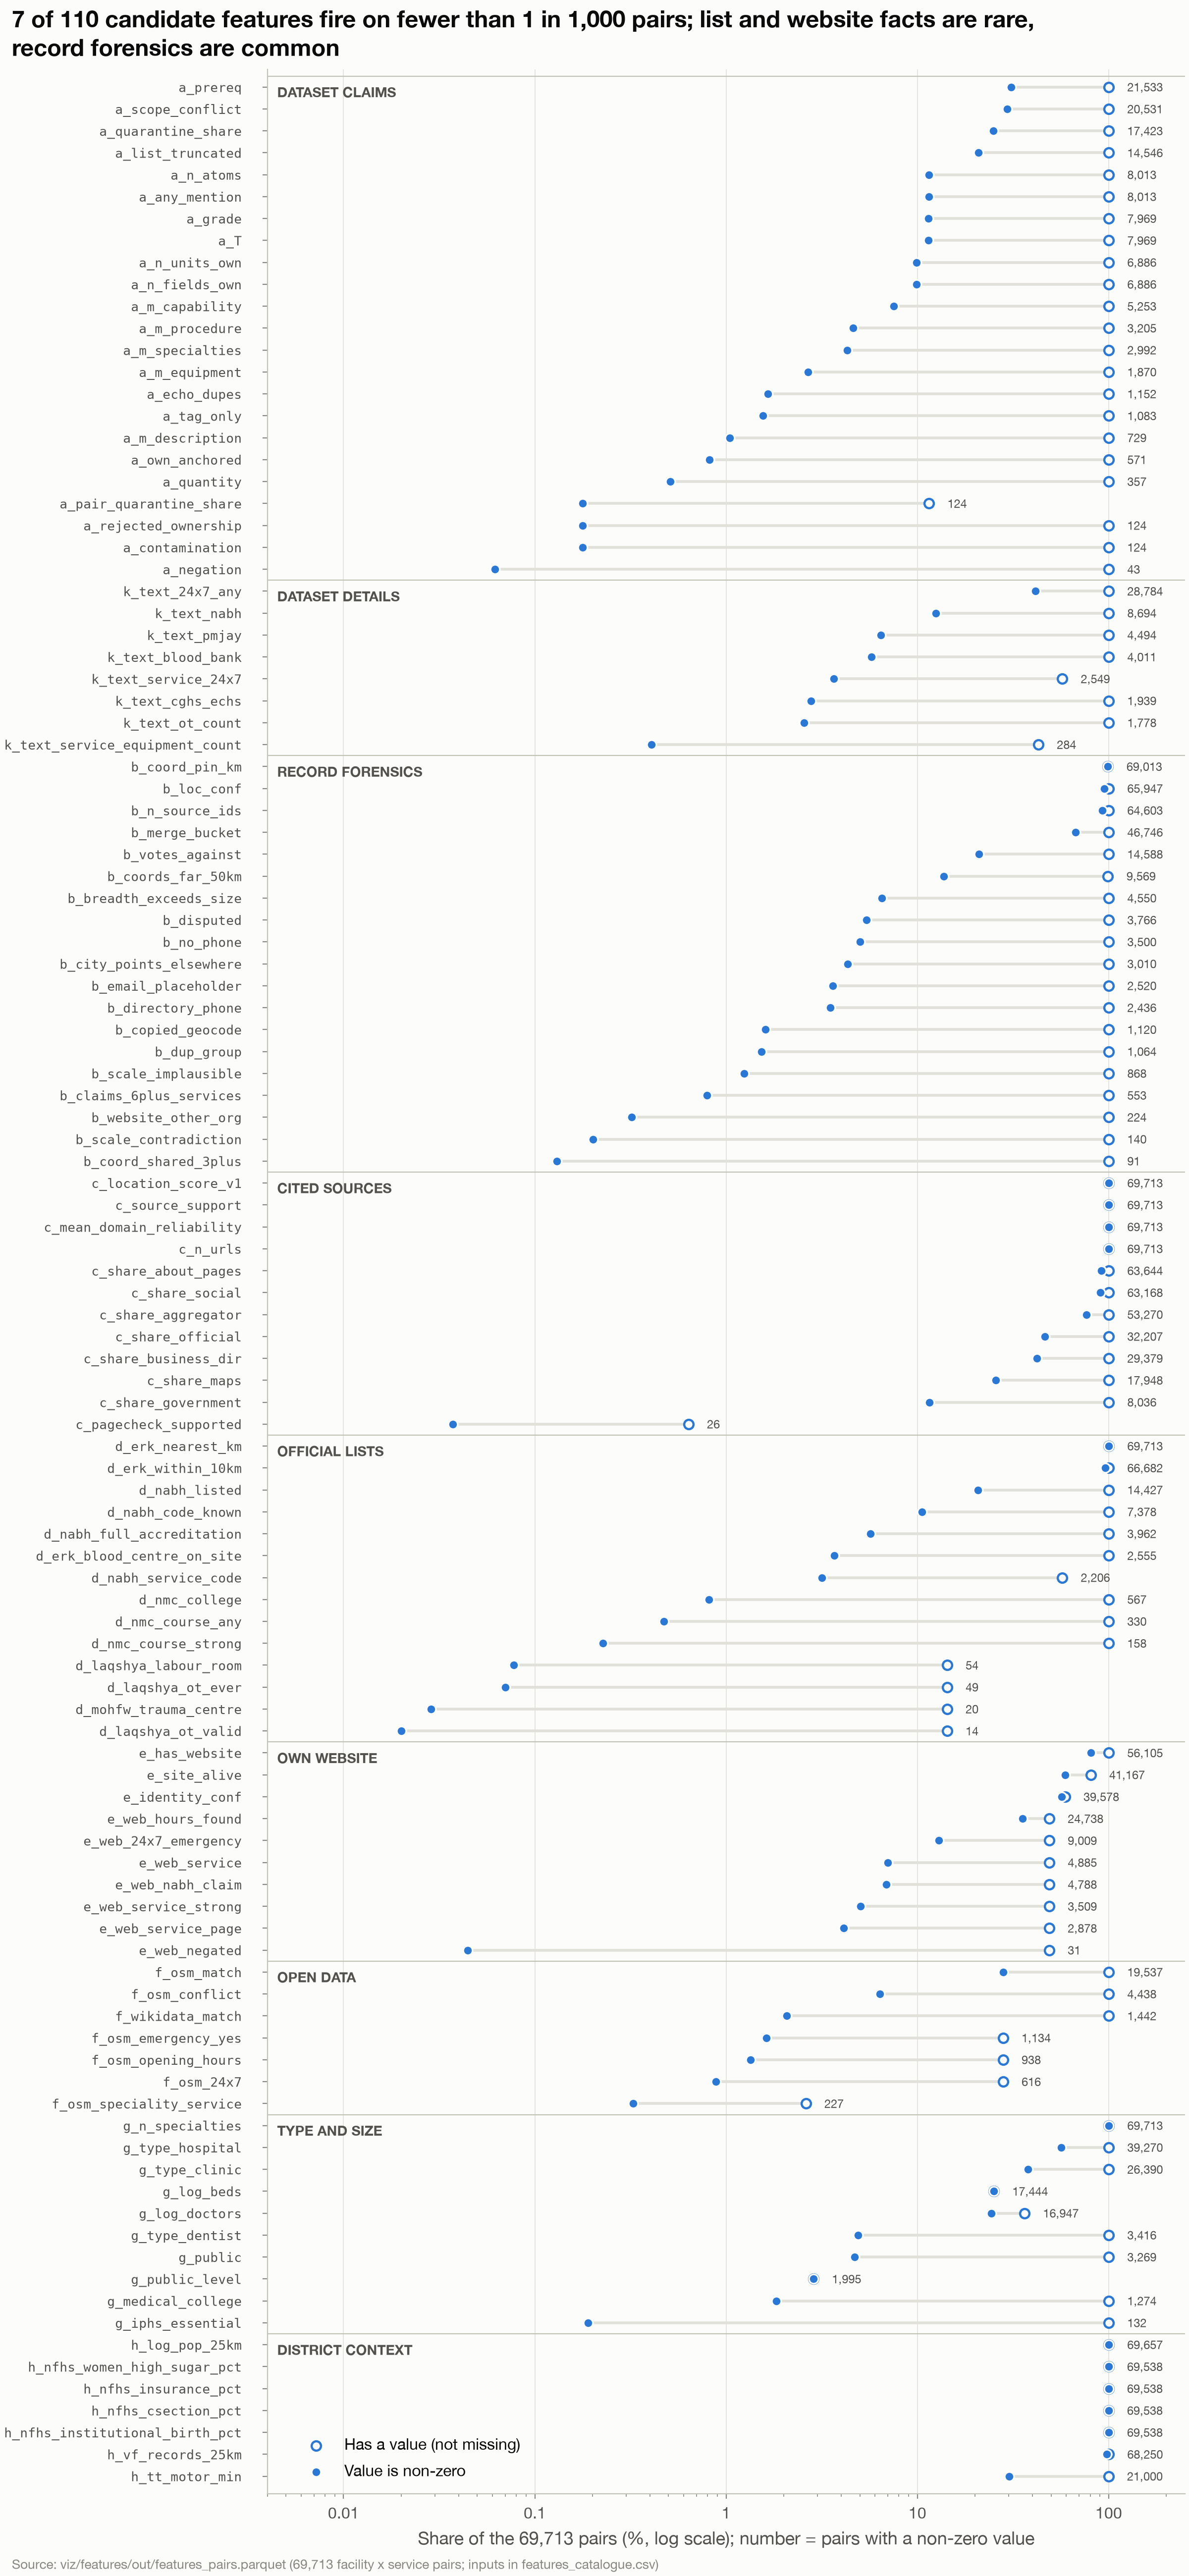 7 of 110 candidate features fire on fewer than 1 in 1,000 pairs; list and website facts are rare,
record forensics are common
DATASET CLAIMS
a_prereq 21,533
a_scope_conflict 20,531
a_quarantine_share 17,423
a_list_truncated 14,546
a_n_atoms 8,013
a_any_mention 8,013
a_grade 7,969
a_T 7,969
a_n_units_own 6,886
a_n_fields_own 6,886
a_m_capability 5,253
a_m_procedure 3,205
a_m_specialties 2,992
a_m_equipment 1,870
a_echo_dupes 1,152
a_tag_only 1,083
a_m_description 729
a_own_anchored 571
a_quantity 357
a_pair_quarantine_share 124
a_rejected_ownership 124
a_contamination 124
a_negation 43
DATASET DETAILS
k_text_24x7_any 28,784
k_text_nabh 8,694
k_text_pmjay 4,494
k_text_blood_bank 4,011
k_text_service_24x7 2,549
k_text_cghs_echs 1,939
k_text_ot_count 1,778
k_text_service_equipment_count 284
RECORD FORENSICS
b_coord_pin_km 69,013
b_loc_conf 65,947
b_n_source_ids 64,603
b_merge_bucket 46,746
b_votes_against 14,588
b_coords_far_50km 9,569
b_breadth_exceeds_size 4,550
b_disputed 3,766
b_no_phone 3,500
b_city_points_elsewhere 3,010
b_email_placeholder 2,520
b_directory_phone 2,436
b_copied_geocode 1,120
b_dup_group 1,064
b_scale_implausible 868
b_claims_6plus_services 553
b_website_other_org 224
b_scale_contradiction 140
b_coord_shared_3plus 91
CITED SOURCES
c_location_score_v1 69,713
c_source_support 69,713
c_mean_domain_reliability 69,713
c_n_urls 69,713
c_share_about_pages 63,644
c_share_social 63,168
c_share_aggregator 53,270
c_share_official 32,207
c_share_business_dir 29,379
c_share_maps 17,948
c_share_government 8,036
c_pagecheck_supported 26
OFFICIAL LISTS
d_erk_nearest_km 69,713
d_erk_within_10km 66,682
d_nabh_listed 14,427
d_nabh_code_known 7,378
d_nabh_full_accreditation 3,962
d_erk_blood_centre_on_site 2,555
d_nabh_service_code 2,206
d_nmc_college 567
d_nmc_course_any 330
d_nmc_course_strong 158
d_laqshya_labour_room 54
d_laqshya_ot_ever 49
d_mohfw_trauma_centre 20
d_laqshya_ot_valid 14
OWN WEBSITE
e_has_website 56,105
e_site_alive 41,167
e_identity_conf 39,578
e_web_hours_found 24,738
e_web_24x7_emergency 9,009
e_web_service 4,885
e_web_nabh_claim 4,788
e_web_service_strong 3,509
e_web_service_page 2,878
e_web_negated 31
OPEN DATA
f_osm_match 19,537
f_osm_conflict 4,438
f_wikidata_match 1,442
f_osm_emergency_yes 1,134
f_osm_opening_hours 938
f_osm_24x7 616
f_osm_speciality_service 227
TYPE AND SIZE
g_n_specialties 69,713
g_type_hospital 39,270
g_type_clinic 26,390
g_log_beds 17,444
g_log_doctors 16,947
g_type_dentist 3,416
g_public 3,269
g_public_level 1,995
g_medical_college 1,274
g_iphs_essential 132
DISTRICT CONTEXT
h_log_pop_25km 69,657
h_nfhs_women_high_sugar_pct 69,538
h_nfhs_insurance_pct 69,538
h_nfhs_csection_pct 69,538
h_nfhs_institutional_birth_pct 69,538
h_vf_records_25km 68,250
h_tt_motor_min 21,000
Has a value (not missing)
Value is non-zero
0.01 0.1 1 10 100
Share of the 69,713 pairs (%, log scale); number = pairs with a non-zero value
Source: viz/features/out/features_pairs.parquet (69,713 facility x service pairs; inputs in features_catalogue.csv)